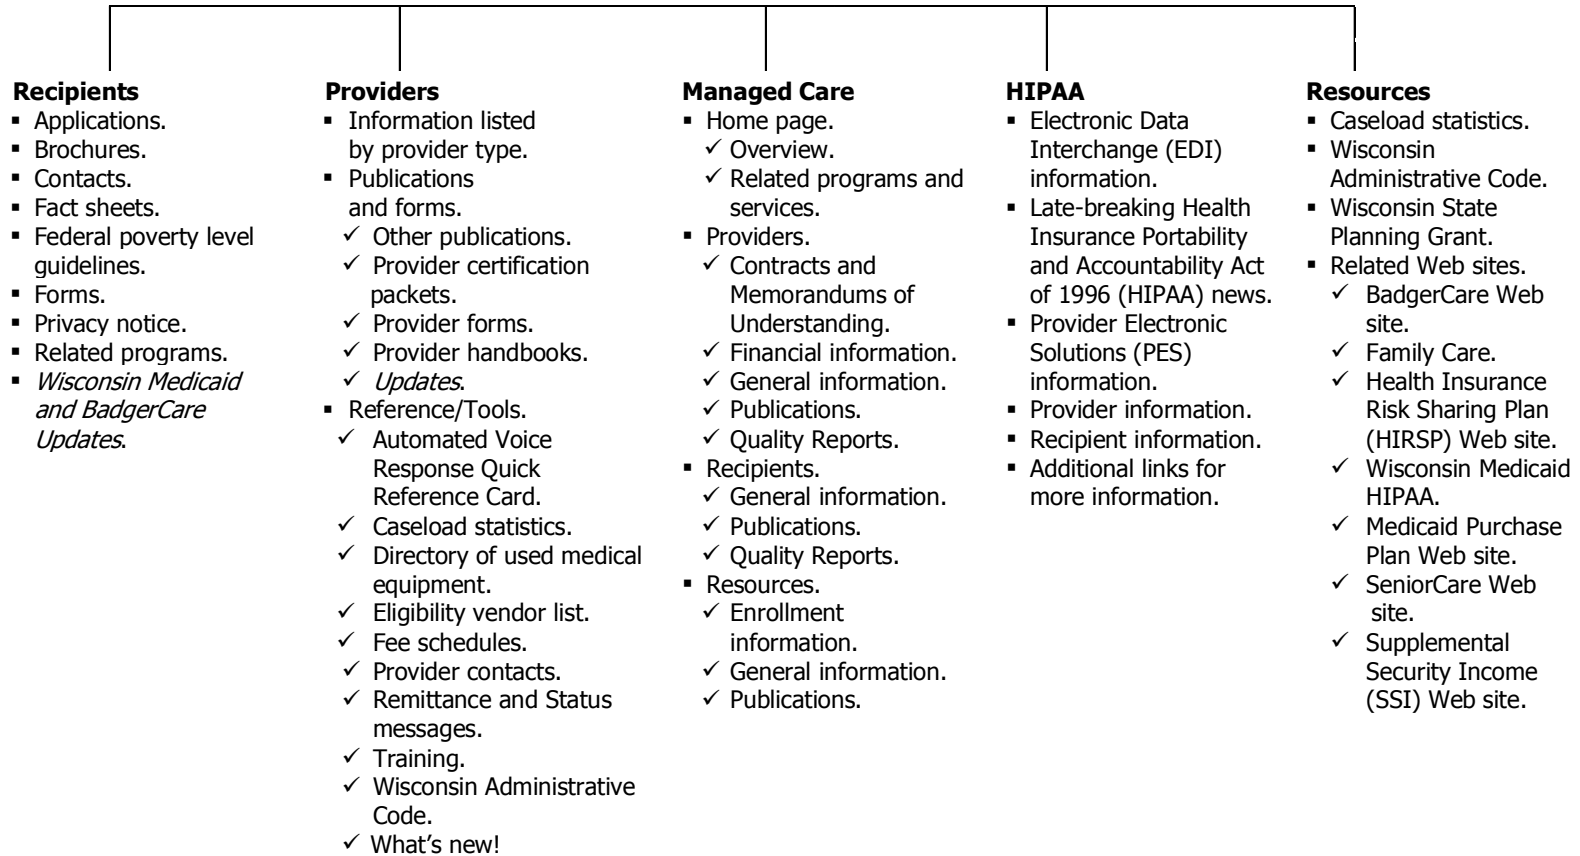 Recipients
▪ Applications.
▪ Brochures.
▪ Contacts.
▪ Fact sheets.
▪ Federal poverty level
guidelines.
▪ Forms.
▪ Privacy notice.
▪ Related programs.
▪ Wisconsin Medicaid
and BadgerCare
Updates.
Providers
▪ Information listed
by provider type.
▪ Publications
and forms.
✓ Other publications.
✓ Provider certification
packets.
✓ Provider forms.
✓ Provider handbooks.
✓ Updates.
▪ Reference/Tools.
✓ Automated Voice
Response Quick
Reference Card.
✓ Caseload statistics.
✓ Directory of used medical
equipment.
✓ Eligibility vendor list.
✓ Fee schedules.
✓ Provider contacts.
✓ Remittance and Status
messages.
✓ Training.
✓ Wisconsin Administrative
Code.
✓ What’s new!
Managed Care
▪ Home page.
✓ Overview.
✓ Related programs and
services.
▪ Providers.
✓ Contracts and
Memorandums of
Understanding.
✓ Financial information.
✓ General information.
✓ Publications.
✓ Quality Reports.
▪ Recipients.
✓ General information.
✓ Publications.
✓ Quality Reports.
▪ Resources.
✓ Enrollment
information.
✓ General information.
✓ Publications.
HIPAA
▪ Electronic Data
Interchange (EDI)
information.
▪ Late-breaking Health
Insurance Portability
and Accountability Act
of 1996 (HIPAA) news.
▪ Provider Electronic
Solutions (PES)
information.
▪ Provider information.
▪ Recipient information.
▪ Additional links for
more information.
Resources
▪ Caseload statistics.
▪ Wisconsin
Administrative Code.
▪ Wisconsin State
Planning Grant.
▪ Related Web sites.
✓ BadgerCare Web
site.
✓ Family Care.
✓ Health Insurance
Risk Sharing Plan
(HIRSP) Web site.
✓ Wisconsin Medicaid
HIPAA.
✓ Medicaid Purchase
Plan Web site.
✓ SeniorCare Web
site.
✓ Supplemental
Security Income
(SSI) Web site.